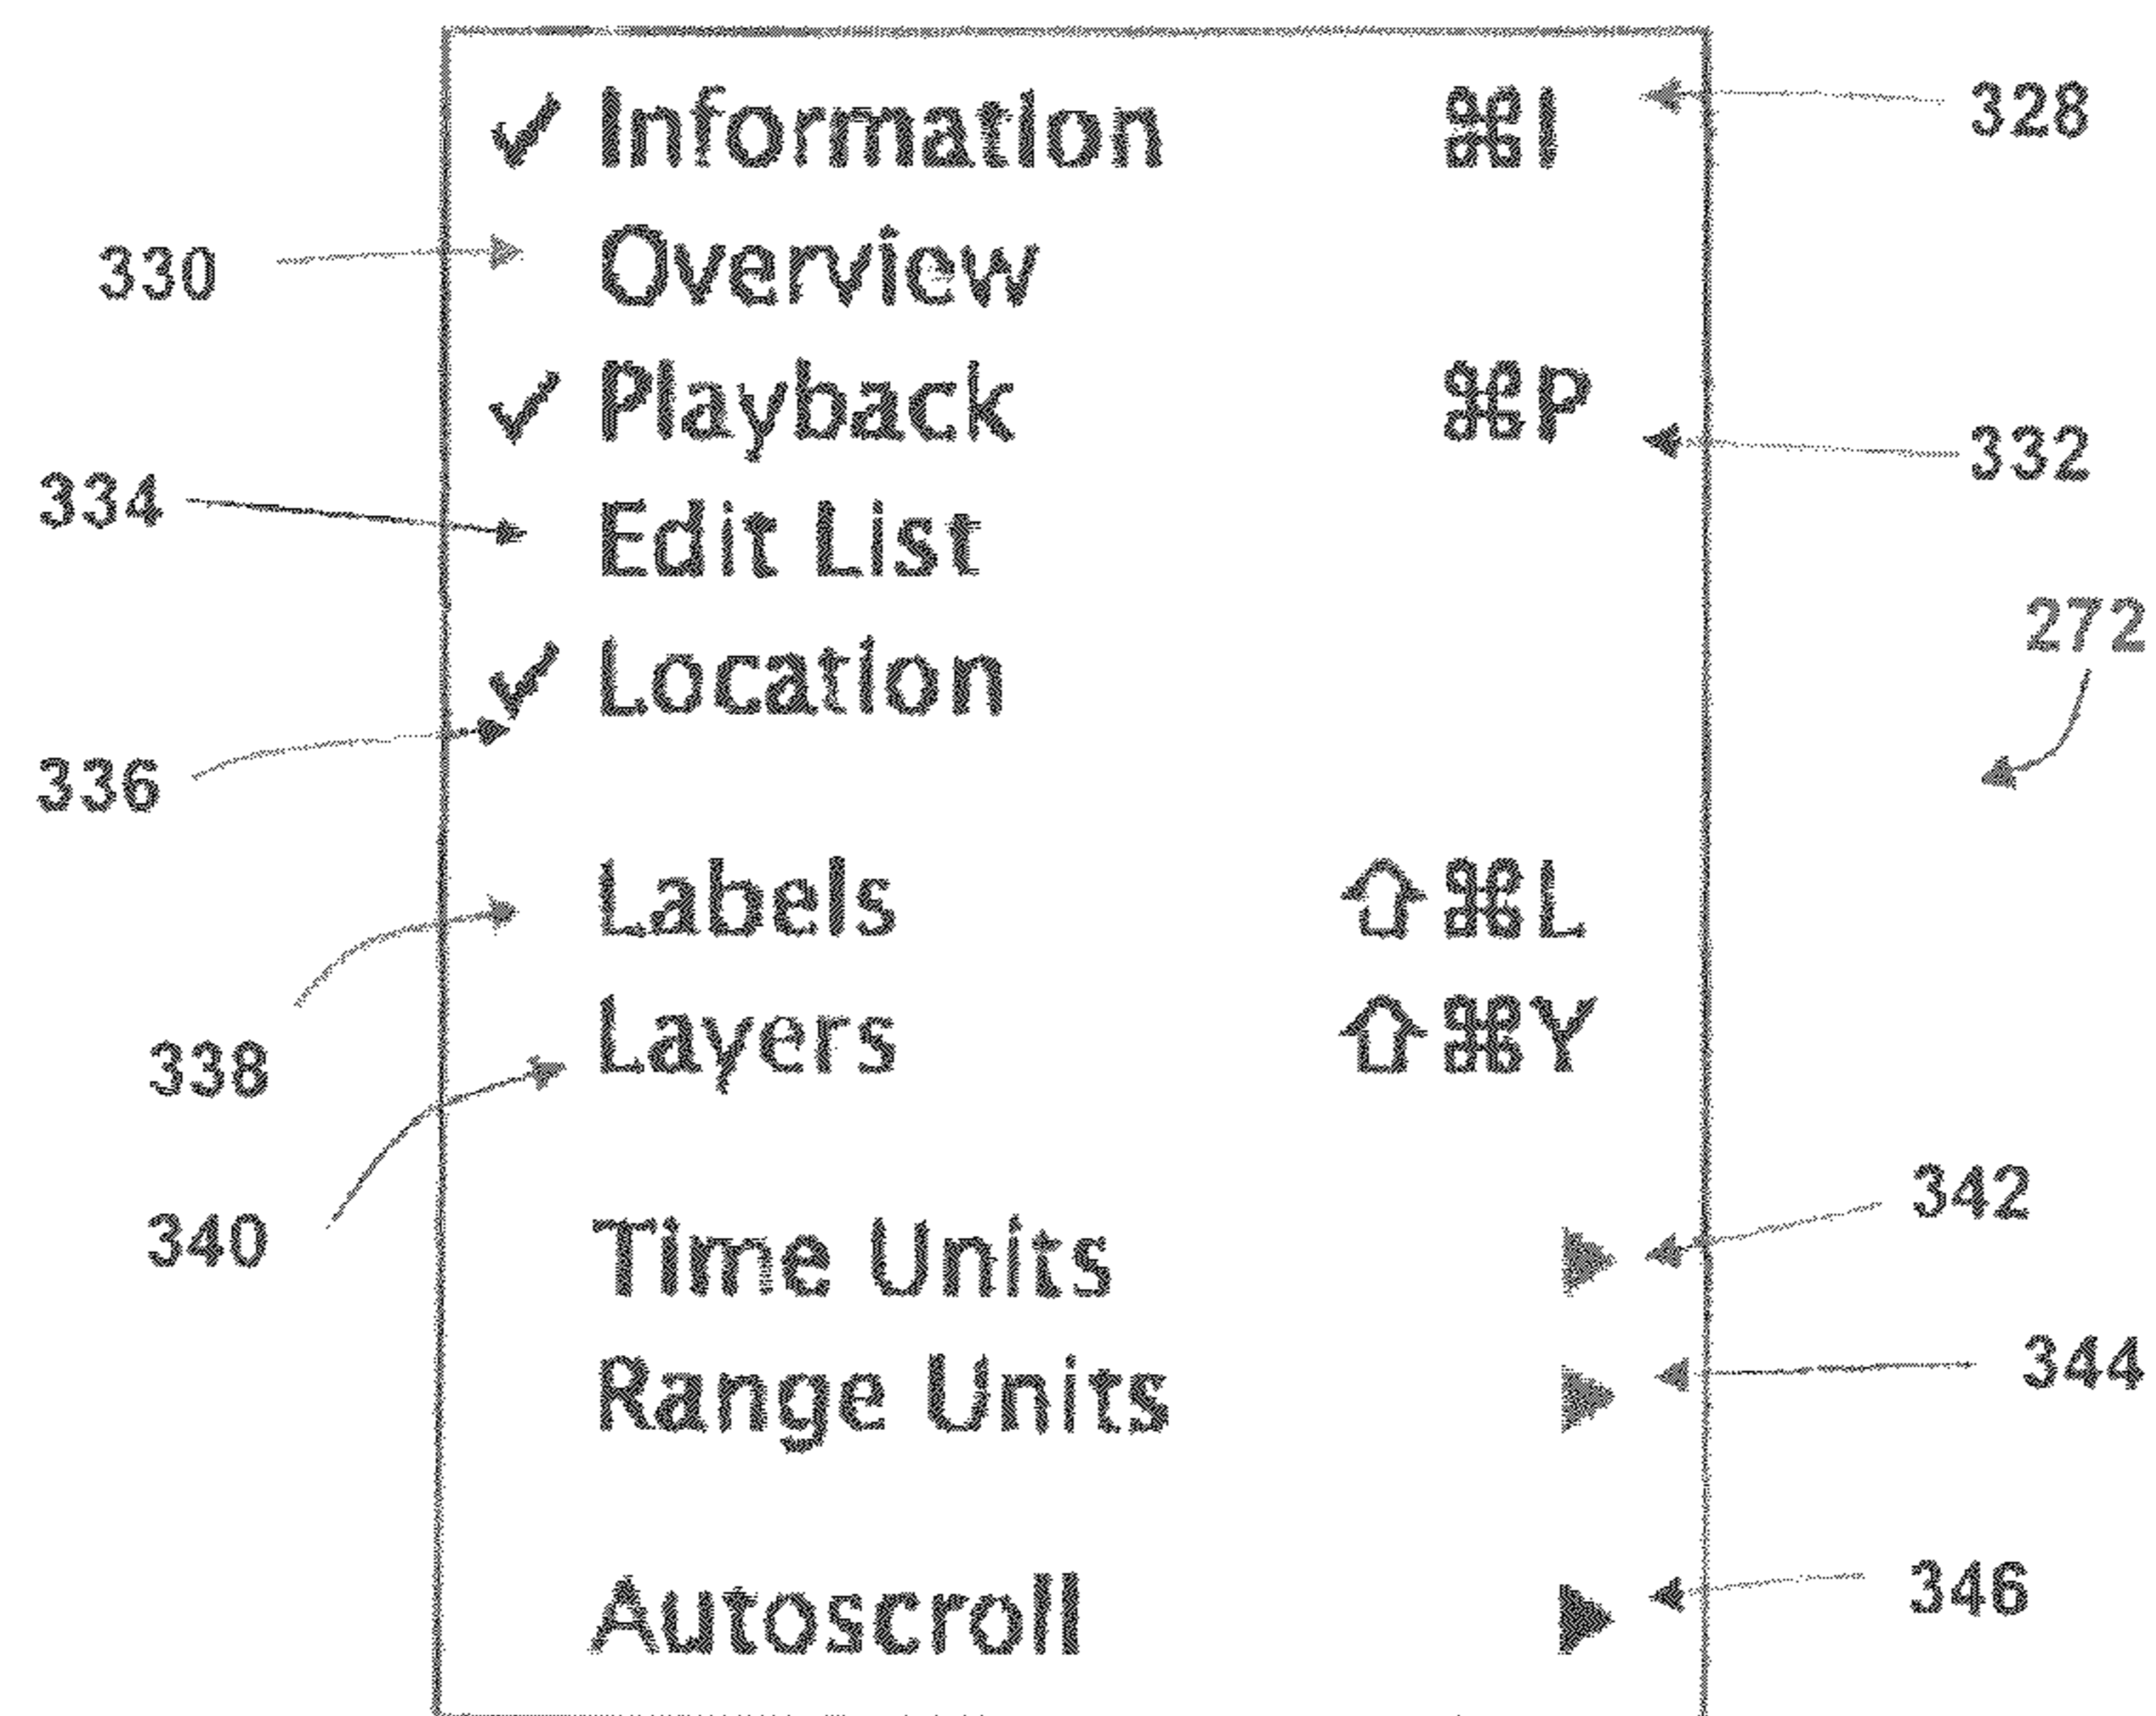 ✓ Information ⌘I 328
330 Overview
✓ Playback ⌘P
332
334 Edit List
272
✓ Location
336
Labels ⇧⌘L
338
Layers ⇧⌘Y
340
Time Units ▶ 342
Range Units ▶ 344
Autoscroll ▶ 346